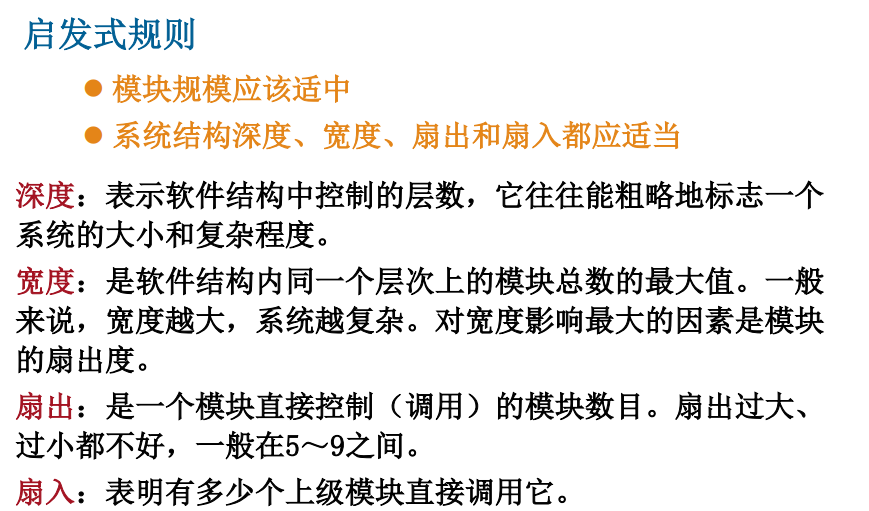 启发式规则
● 模块规模应该适中
● 系统结构深度、宽度、扇出和扇入都应适当
深度：表示软件结构中控制的层数，它往往能粗略地标志一个
系统的大小和复杂程度。
宽度：是软件结构内同一个层次上的模块总数的最大值。一般
来说，宽度越大，系统越复杂。对宽度影响最大的因素是模块
的扇出度。
扇出：是一个模块直接控制（调用）的模块数目。扇出过大、
过小都不好，一般在5～9之间。
扇入：表明有多少个上级模块直接调用它。